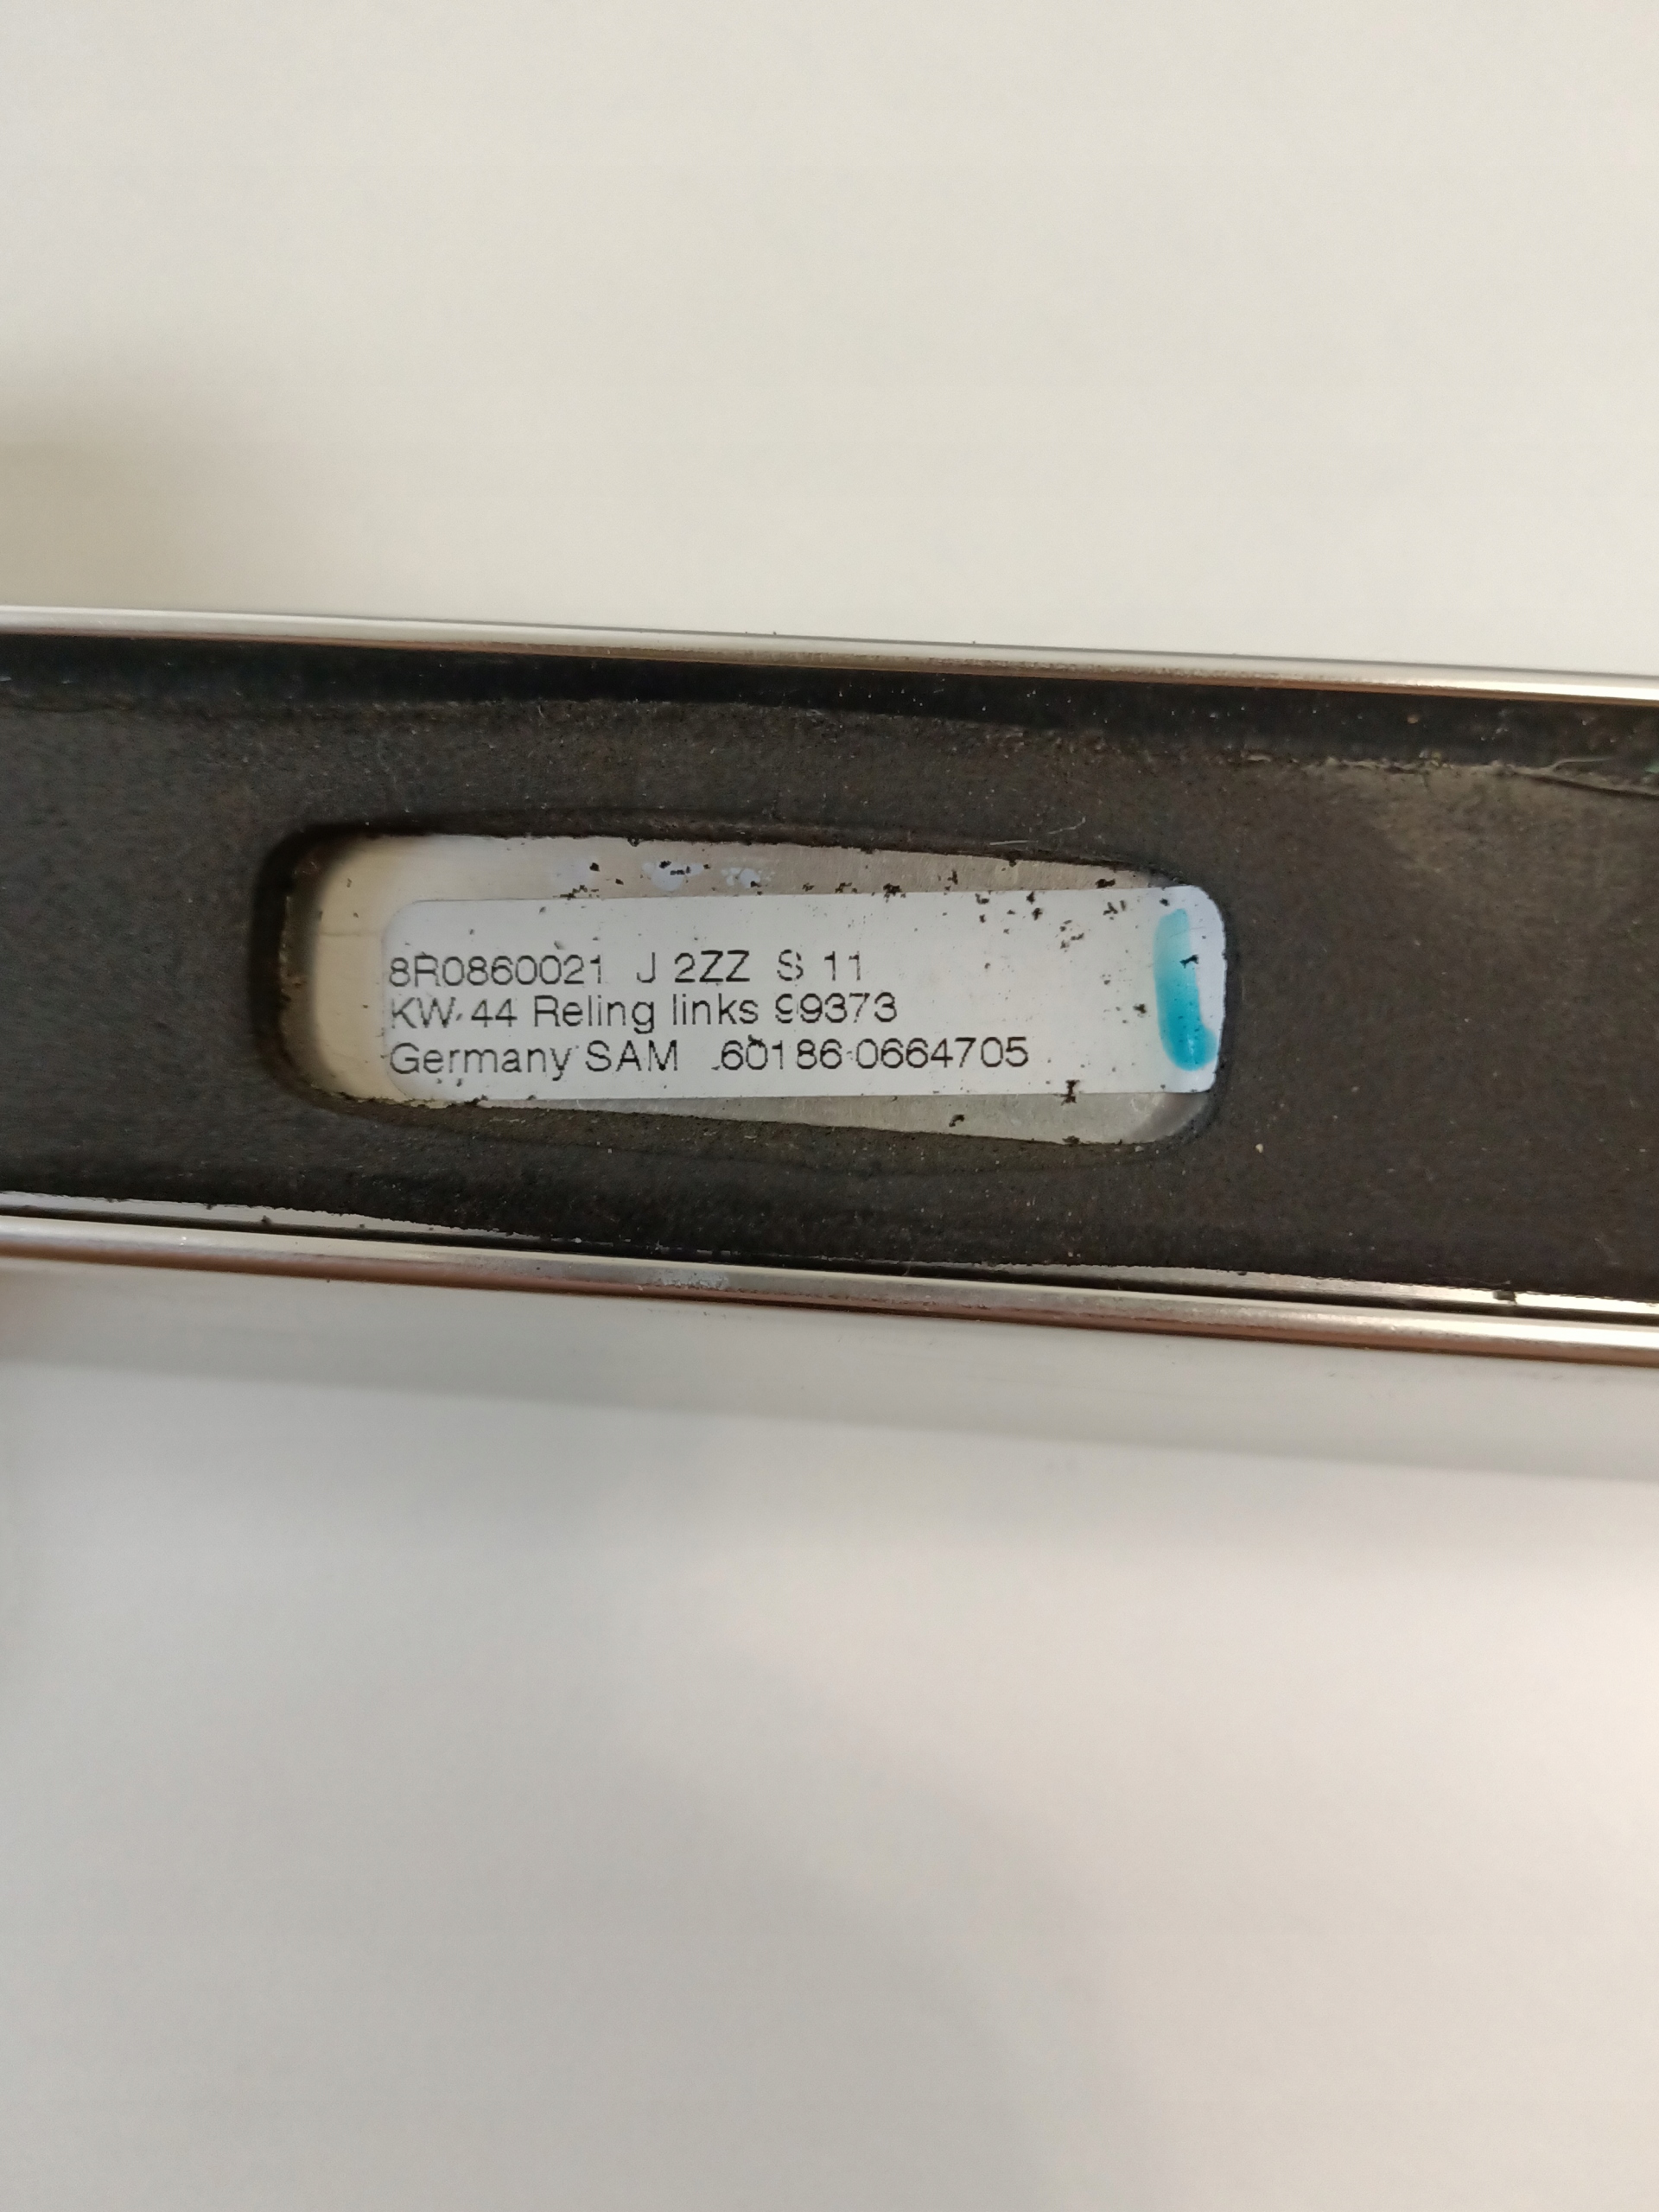 8R0860021 J 2ZZ S 11
KW 44 Reling links 99373
Germany SAM .60186 0664705